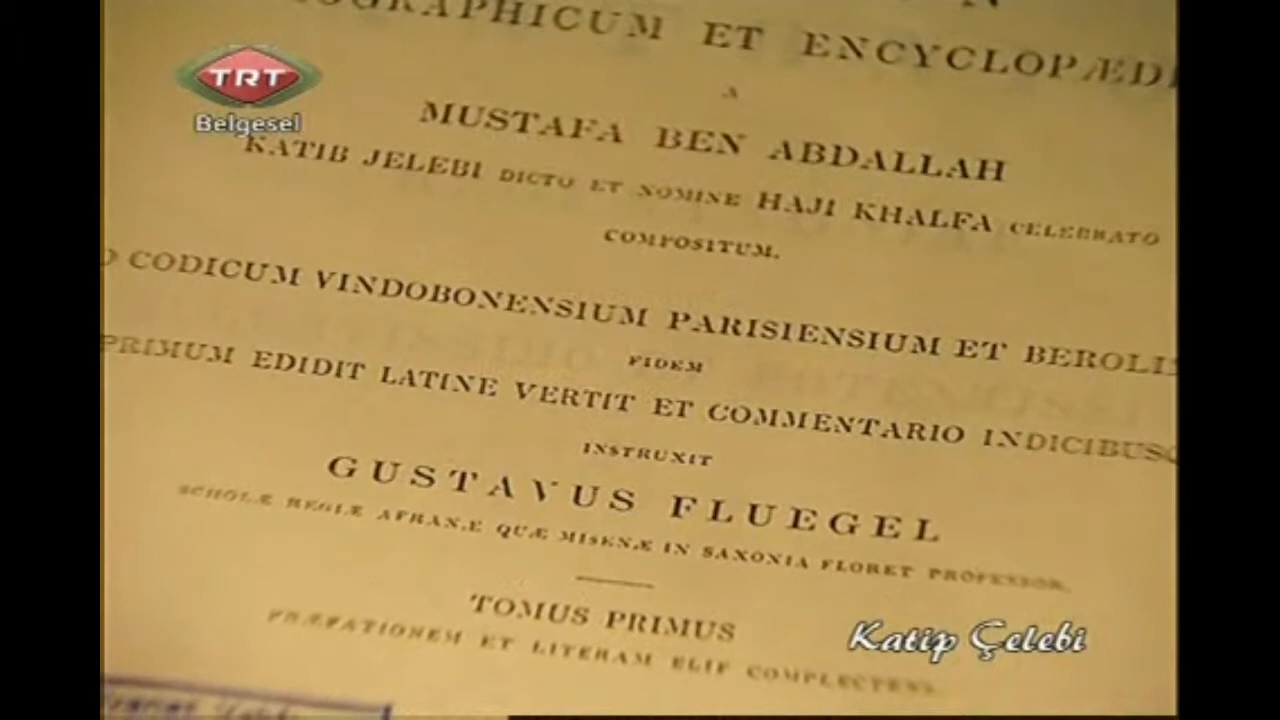 OGRAPHICUM ET ENCYCLOPÆDI
A
MUSTAFA BEN ABDALLAH
KATIB JELEBI DICTO ET NOMINE HAJI KHALFA CELEBRATO
COMPOSITUM.
CODICUM VINDOBONENSIUM PARISIENSIUM ET BEROLI
FIDEM
PRIMUM EDIDIT LATINE VERTIT ET COMMENTARIO INDICIBUSQ
INSTRUXIT
GUSTAVUS FLUEGEL
SCHOLÆ REGIÆ AFRANÆ QUÆ MISENÆ IN SAXONIA FLORET PROFESSOR.
TOMUS PRIMUS
PRÆFATIONEM ET LITERAM ELIF COMPLECTENS.
TRT
Belgesel
Katip Çelebi